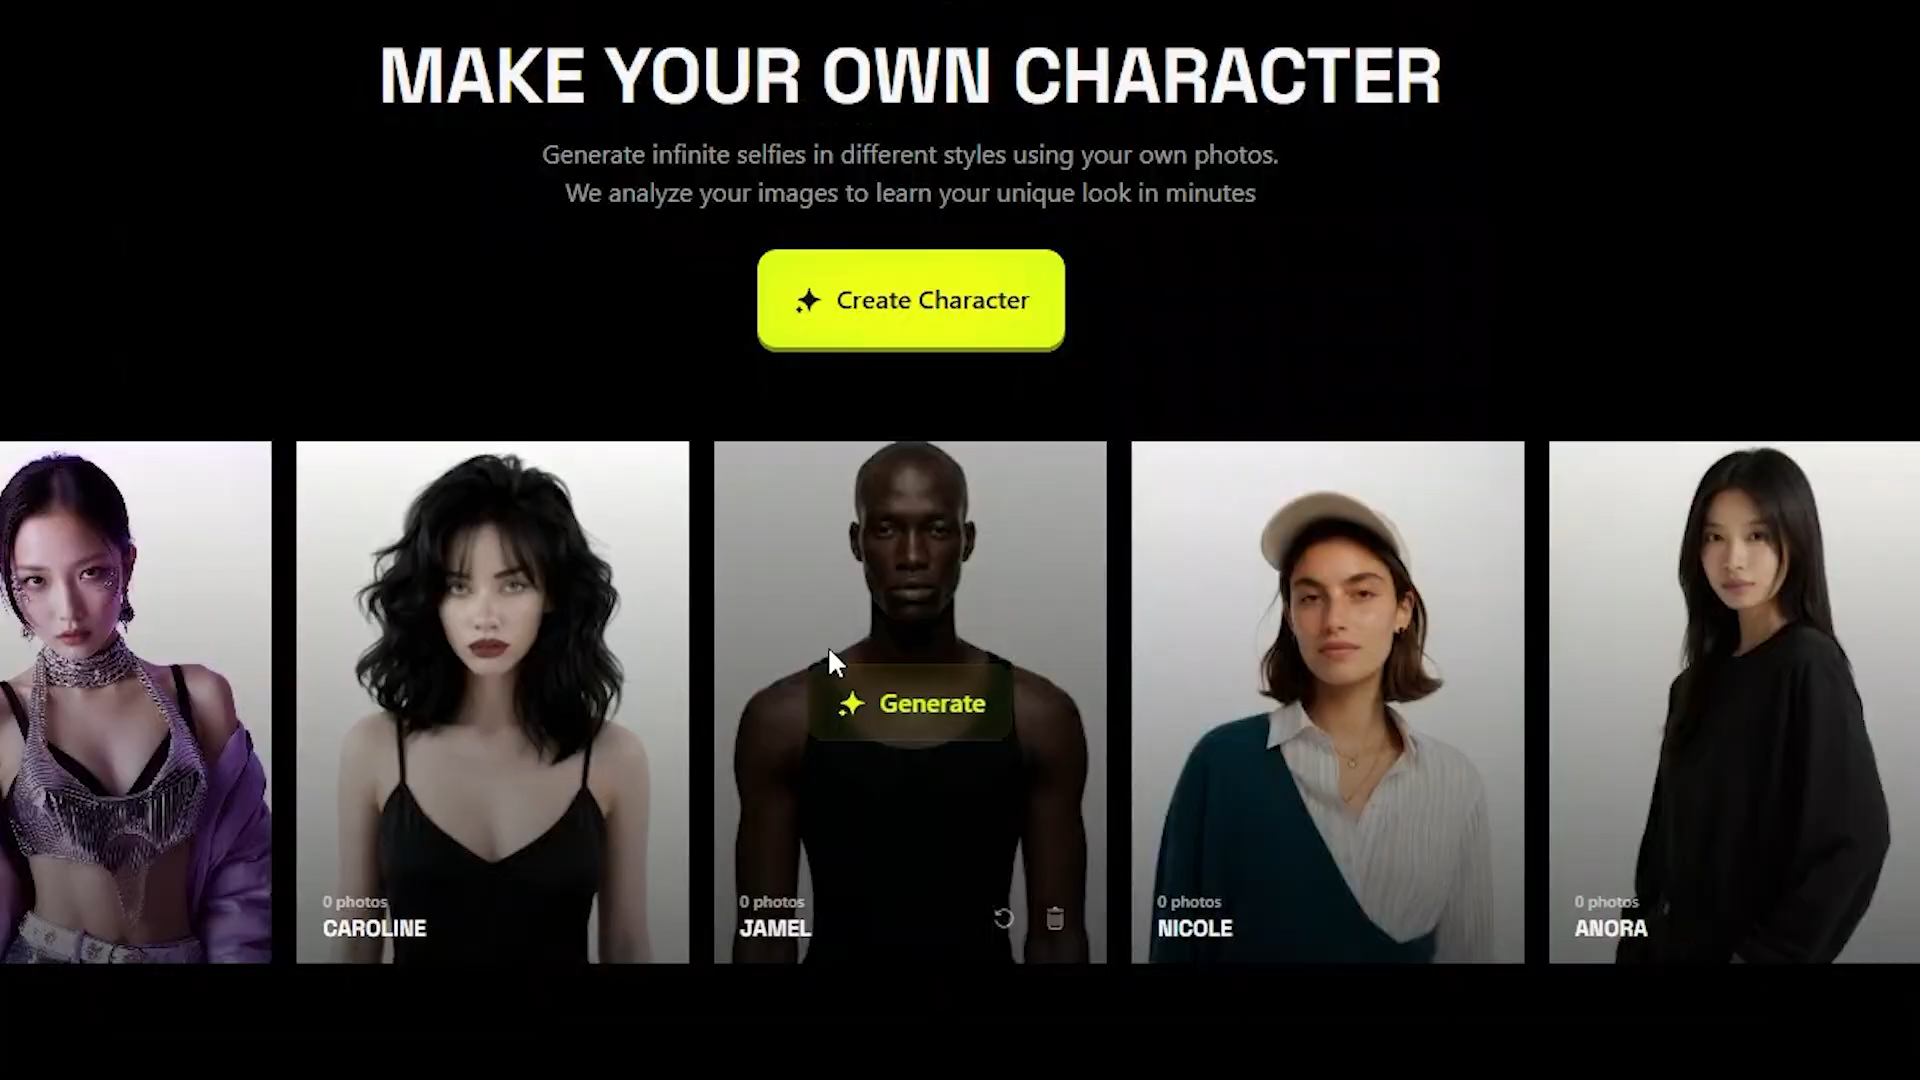 MAKE YOUR OWN CHARACTER
Generate infinite selfies in different styles using your own photos.
We analyze your images to learn your unique look in minutes
Create Character
Generate
0 photos
CAROLINE
0 photos
JAMEL
0 photos
NICOLE
0 photos
ANORA